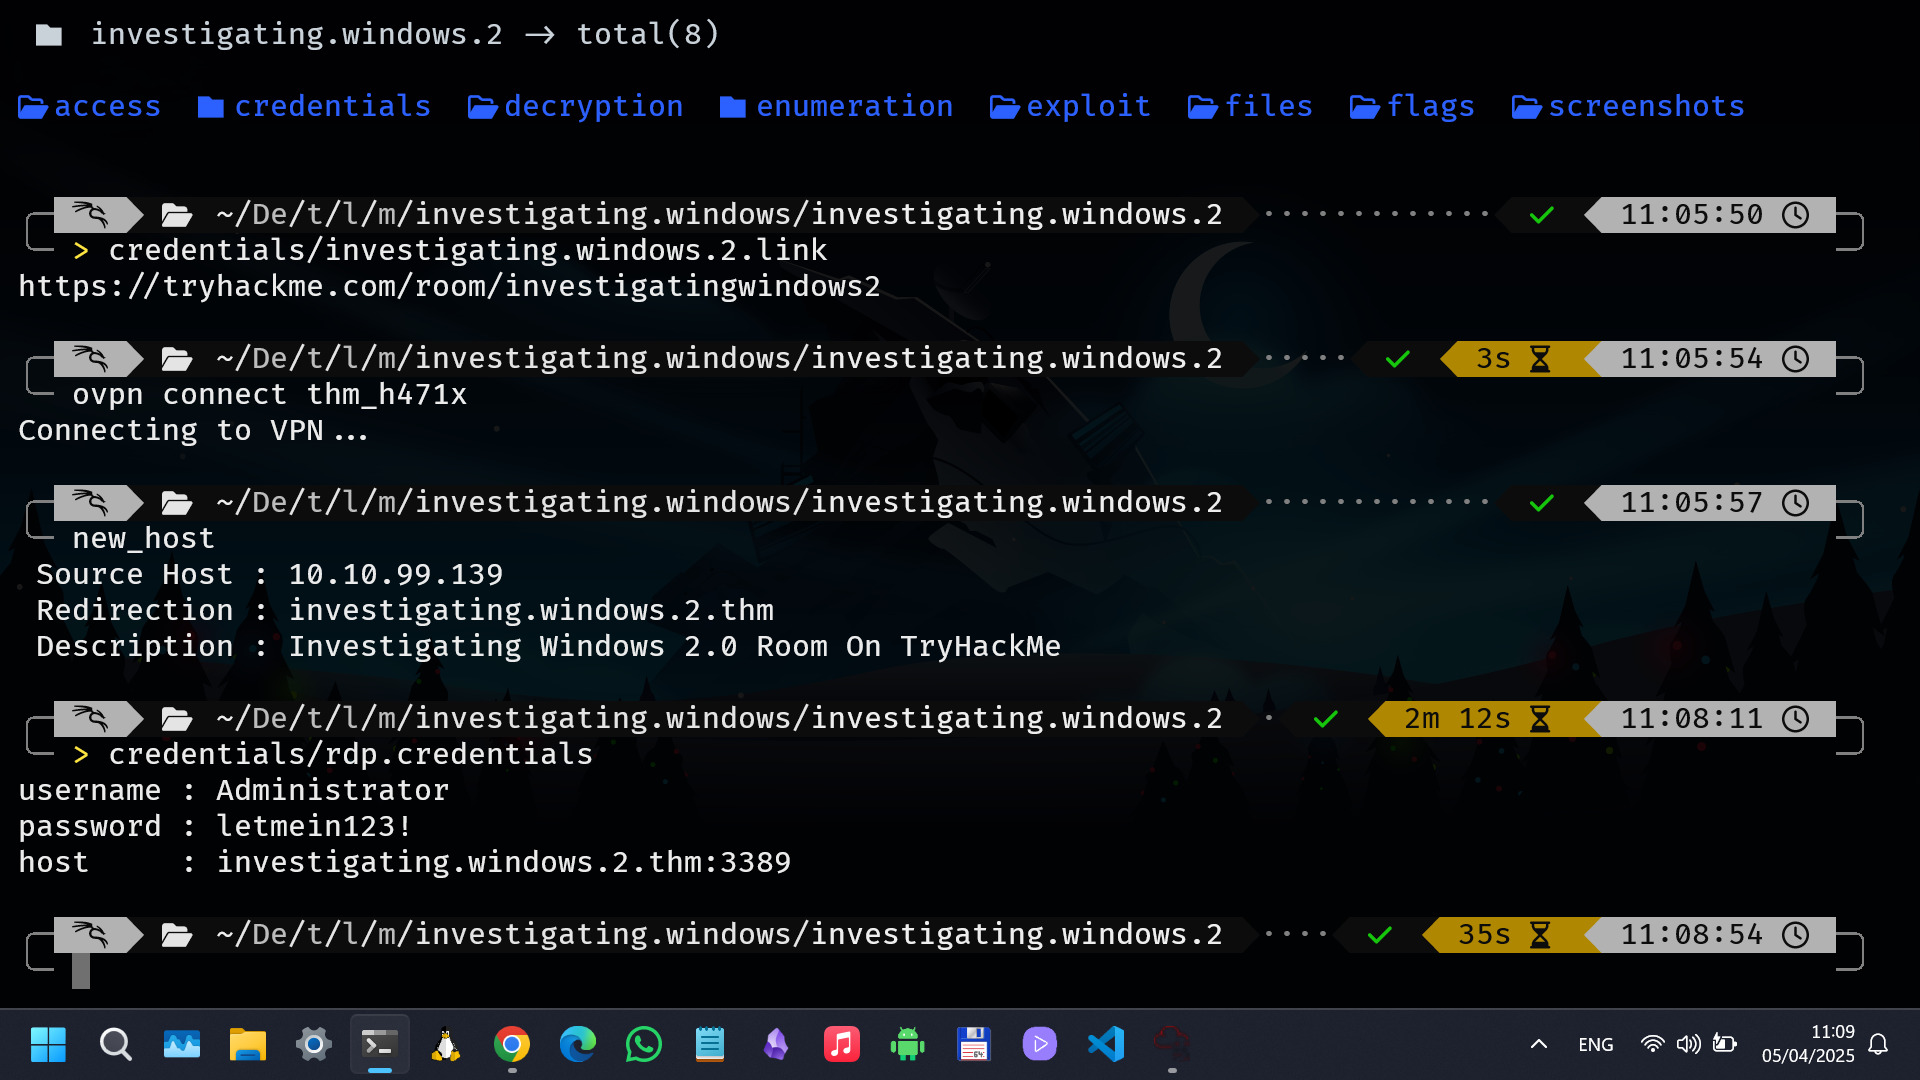 investigating.windows.2 → total(8)
access credentials decryption enumeration exploit files flags screenshots
~/De/t/l/m/investigating.windows/investigating.windows.2 ············· ✓ 11:05:50
> credentials/investigating.windows.2.link
https://tryhackme.com/room/investigatingwindows2
~/De/t/l/m/investigating.windows/investigating.windows.2 ····· ✓ 3s 11:05:54
ovpn connect thm_h471x
Connecting to VPN...
~/De/t/l/m/investigating.windows/investigating.windows.2 ············· ✓ 11:05:57
new_host
Source Host : 10.10.99.139
Redirection : investigating.windows.2.thm
Description : Investigating Windows 2.0 Room On TryHackMe
~/De/t/l/m/investigating.windows/investigating.windows.2 · ✓ 2m 12s 11:08:11
> credentials/rdp.credentials
username : Administrator
password : letmein123!
host     : investigating.windows.2.thm:3389
~/De/t/l/m/investigating.windows/investigating.windows.2 ···· ✓ 35s 11:08:54
64
ENG
11:09
05/04/2025